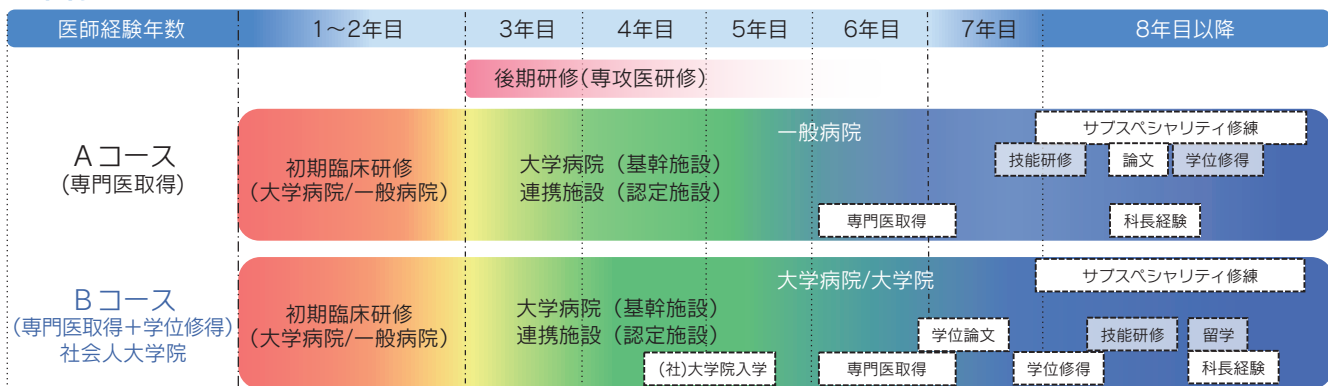 医師経験年数
1～2年目
3年目
4年目
5年目
6年目
7年目
8年目以降
後期研修(専攻医研修)
Aコース
(専門医取得)
初期臨床研修
(大学病院/一般病院)
大学病院（基幹施設）
連携施設（認定施設）
一般病院
サブスペシャリティ修練
技能研修
論文
学位修得
専門医取得
科長経験
Bコース
(専門医取得＋学位修得)
社会人大学院
初期臨床研修
(大学病院/一般病院)
大学病院（基幹施設）
連携施設（認定施設）
大学病院/大学院
サブスペシャリティ修練
学位論文
技能研修
留学
(社)大学院入学
専門医取得
学位修得
科長経験